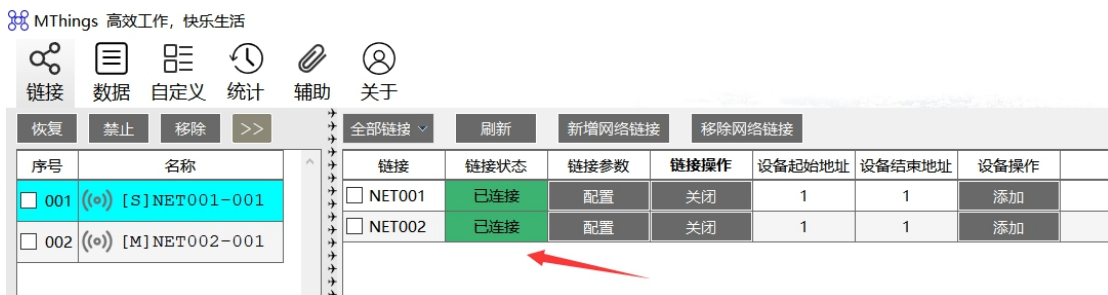 MThings 高效工作，快乐生活
链接 数据 自定义 统计 辅助 关于
恢复 禁止 移除 >> 全部链接 刷新 新增网络链接 移除网络链接
序号 名称 链接 链接状态 链接参数 链接操作 设备起始地址 设备结束地址 设备操作
001 [S]NET001-001 NET001 已连接 配置 关闭 1 1 添加
002 [M]NET002-001 NET002 已连接 配置 关闭 1 1 添加